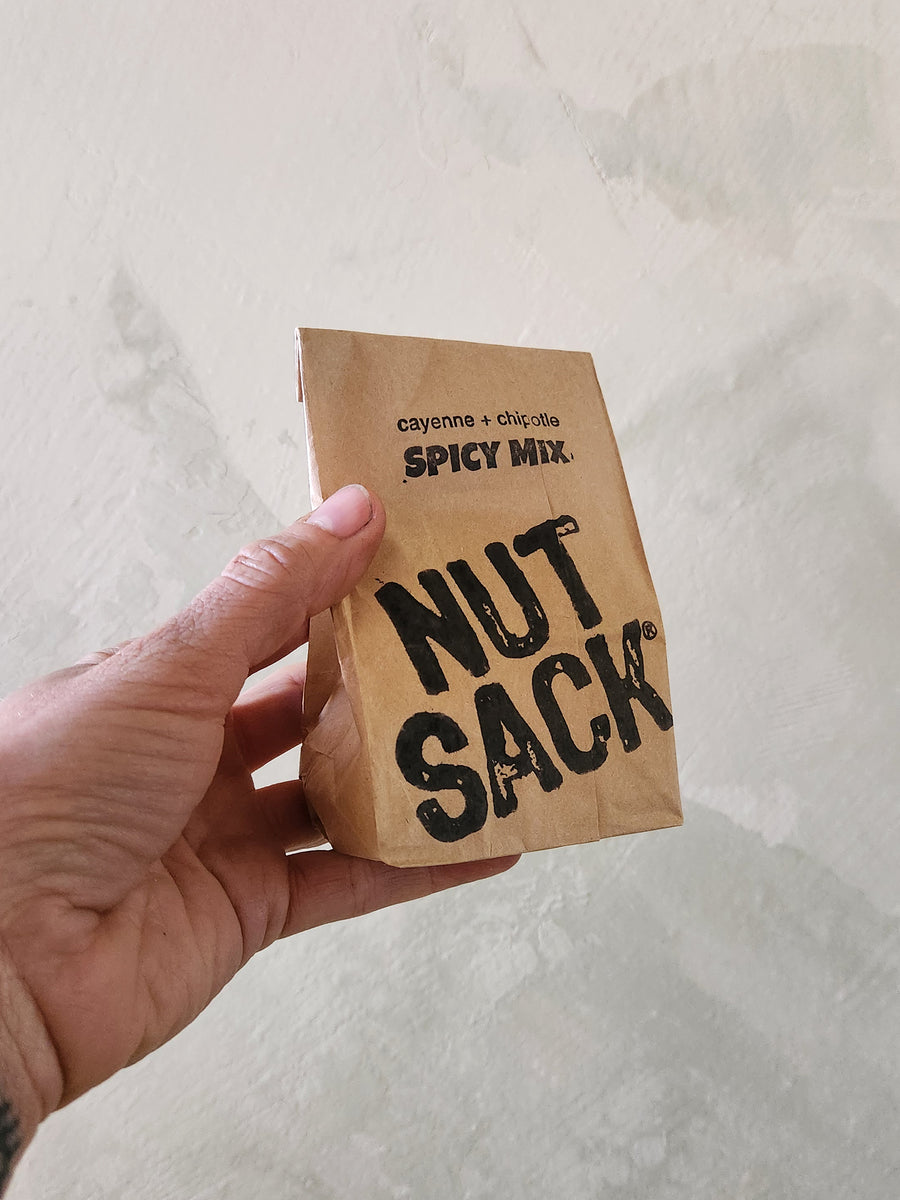 cayenne + chipotle
SPICY MIX
NUT
SACK®